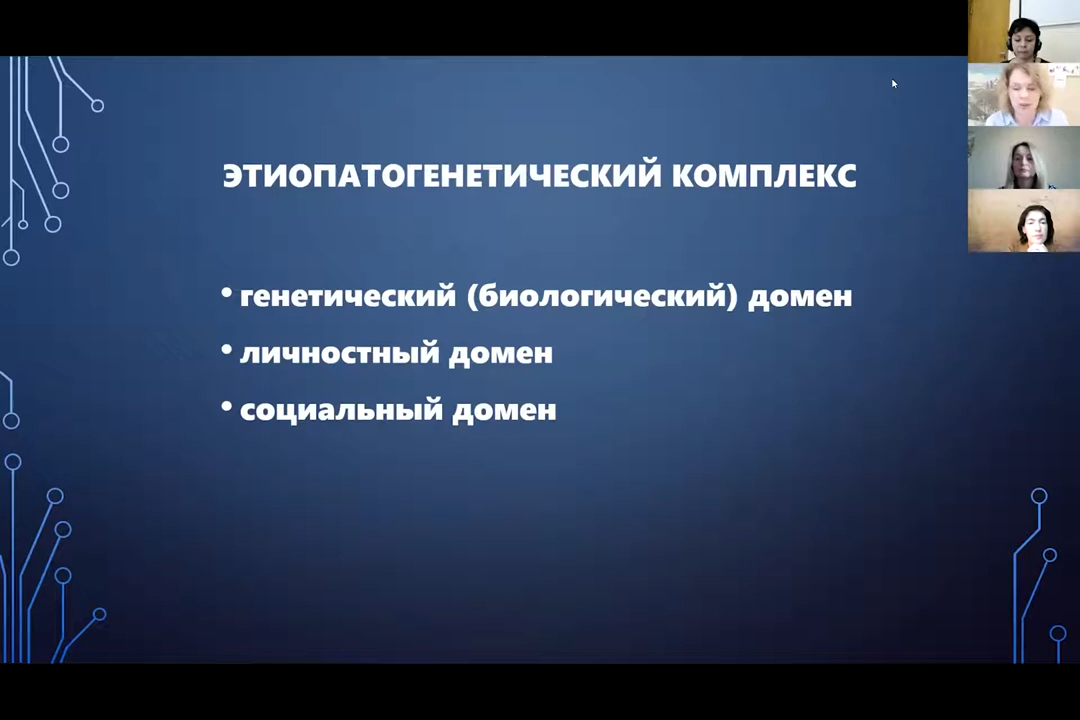 ЭТИОПАТОГЕНЕТИЧЕСКИЙ КОМПЛЕКС
• генетический (биологический) домен
• личностный домен
• социальный домен